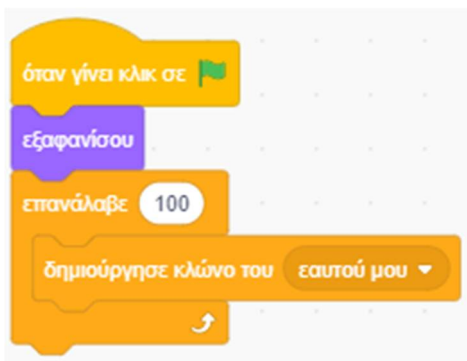 όταν γίνει κλικ σε
εξαφανίσου
επανάλαβε 100
δημιούργησε κλώνο του εαυτού μου